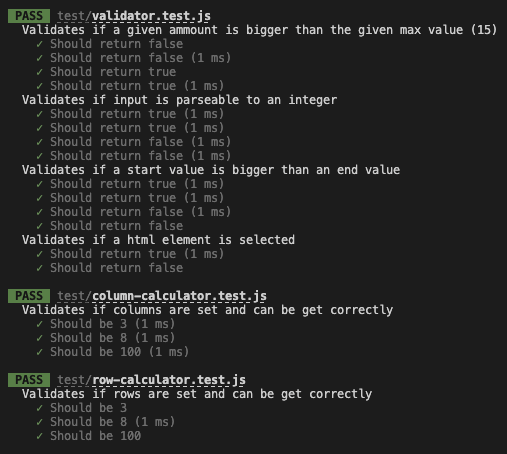 PASS test/validator.test.js
Validates if a given ammount is bigger than the given max value (15)
✓ Should return false
✓ Should return false (1 ms)
✓ Should return true
✓ Should return true (1 ms)
Validates if input is parseable to an integer
✓ Should return true (1 ms)
✓ Should return true (1 ms)
✓ Should return false (1 ms)
✓ Should return false (1 ms)
Validates if a start value is bigger than an end value
✓ Should return true (1 ms)
✓ Should return true (1 ms)
✓ Should return false (1 ms)
✓ Should return false
Validates if a html element is selected
✓ Should return true (1 ms)
✓ Should return false
PASS test/column-calculator.test.js
Validates if columns are set and can be get correctly
✓ Should be 3 (1 ms)
✓ Should be 8 (1 ms)
✓ Should be 100 (1 ms)
PASS test/row-calculator.test.js
Validates if rows are set and can be get correctly
✓ Should be 3
✓ Should be 8 (1 ms)
✓ Should be 100